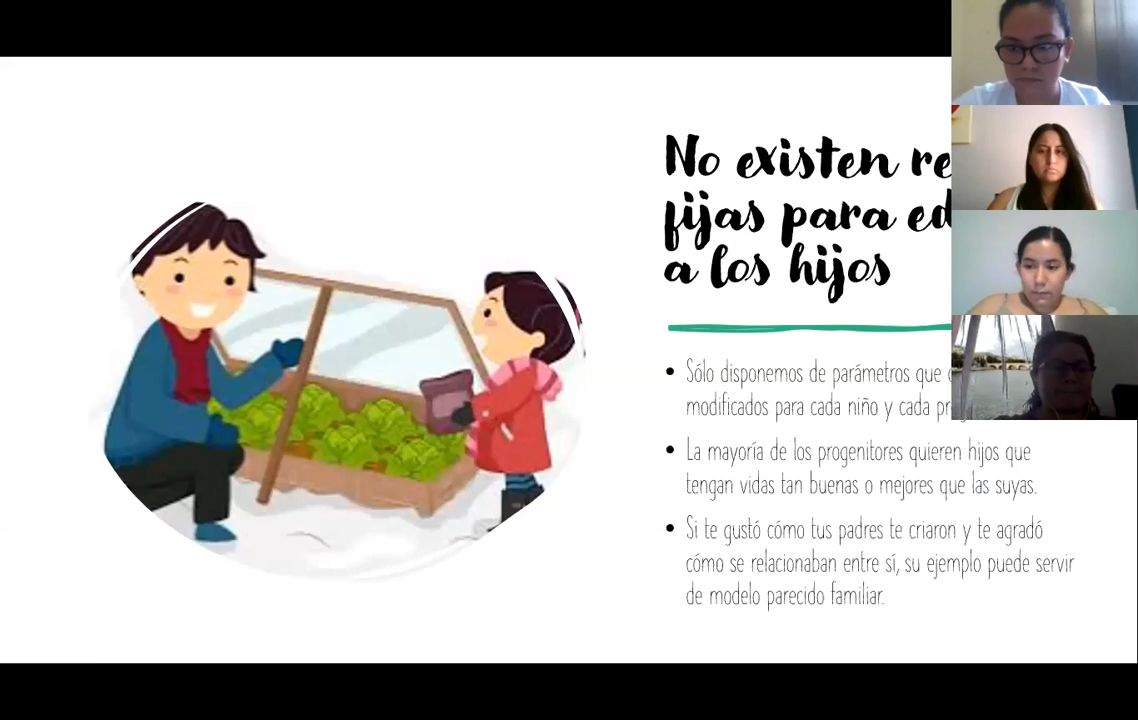 No existen re
fijas para ed
a los hijos
Sólo disponemos de parámetros que
modificados para cada niño y cada
La mayoría de los progenitores quieren hijos que
tengan vidas tan buenas o mejores que las suyas.
Si te gustó cómo tus padres te criaron y te agradó
cómo se relacionaban entre sí, su ejemplo puede servir
de modelo parecido familiar.